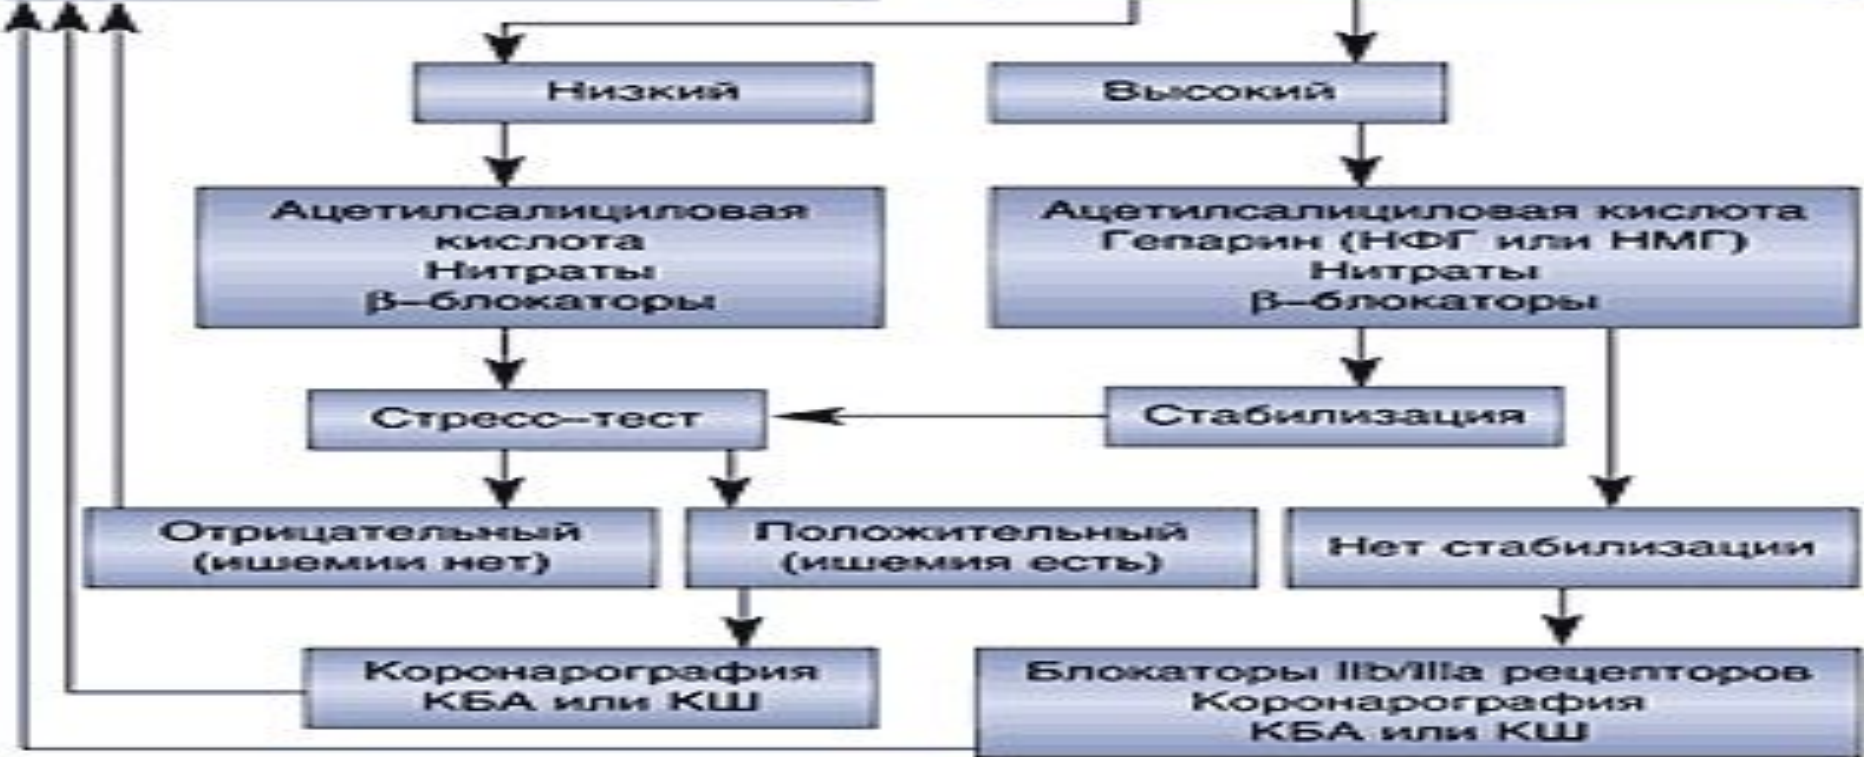 Низкий
Высокий
Ацетилсалициловая
кислота
Нитраты
β–блокаторы
Ацетилсалициловая кислота
Гепарин (НФГ или НМГ)
Нитраты
β–блокаторы
Стресс–тест
Стабилизация
Отрицательный
(ишемии нет)
Положительный
(ишемия есть)
Нет стабилизации
Коронарография
КБА или КШ
Блокаторы IIb/IIIa рецепторов
Коронарография
КБА или КШ